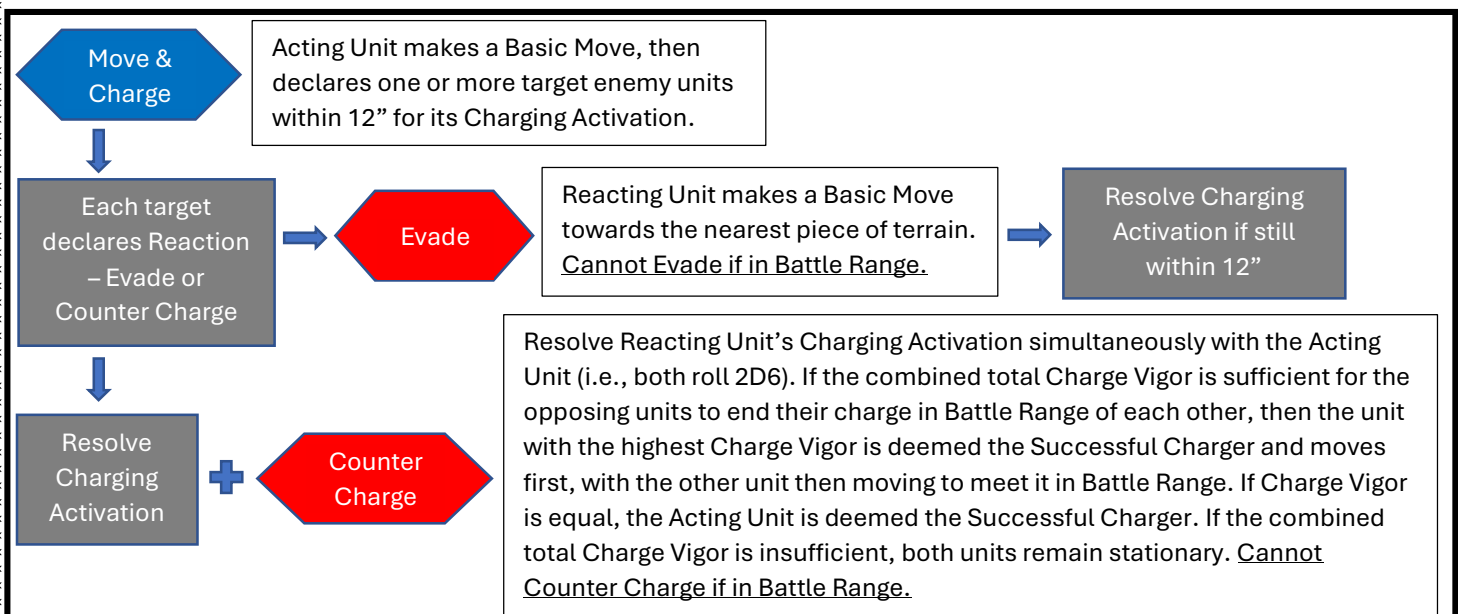 Move &
Charge
Acting Unit makes a Basic Move, then
declares one or more target enemy units
within 12” for its Charging Activation.
Each target
declares Reaction
– Evade or
Counter Charge
Evade
Reacting Unit makes a Basic Move
towards the nearest piece of terrain.
Cannot Evade if in Battle Range.
Resolve Charging
Activation if still
within 12”
Resolve
Charging
Activation
Counter
Charge
Resolve Reacting Unit’s Charging Activation simultaneously with the Acting
Unit (i.e., both roll 2D6). If the combined total Charge Vigor is sufficient for the
opposing units to end their charge in Battle Range of each other, then the unit
with the highest Charge Vigor is deemed the Successful Charger and moves
first, with the other unit then moving to meet it in Battle Range. If Charge Vigor
is equal, the Acting Unit is deemed the Successful Charger. If the combined
total Charge Vigor is insufficient, both units remain stationary. Cannot
Counter Charge if in Battle Range.